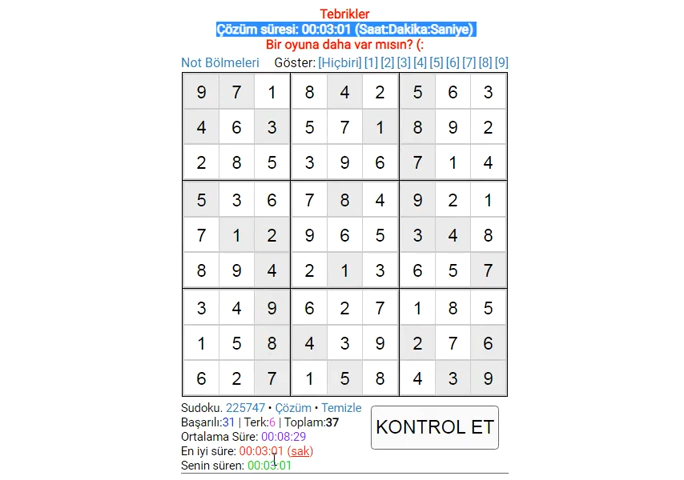 Tebrikler
Çözüm süresi: 00:03:01 (Saat:Dakika:Saniye)
Bir oyuna daha var mısın? (:
Not Bölmeleri Göster: [Hiçbiri] [1] [2] [3] [4] [5] [6] [7] [8] [9]
9 7 1 8 4 2 5 6 3
4 6 3 5 7 1 8 9 2
2 8 5 3 9 6 7 1 4
5 3 6 7 8 4 9 2 1
7 1 2 9 6 5 3 4 8
8 9 4 2 1 3 6 5 7
3 4 9 6 2 7 1 8 5
1 5 8 4 3 9 2 7 6
6 2 7 1 5 8 4 3 9
Sudoku. 225747 • Çözüm • Temizle
Başarılı:31 | Terk:6 | Toplam:37
Ortalama Süre: 00:08:29
En iyi süre: 00:03:01 (sak)
Senin süren: 00:03:01
KONTROL ET